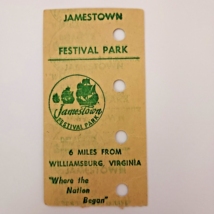 JAMESTOWN
FESTIVAL PARK
Jamestown
FESTIVAL PARK
6 MILES FROM
WILLIAMSBURG, VIRGINIA
"Where the
Nation
Began"